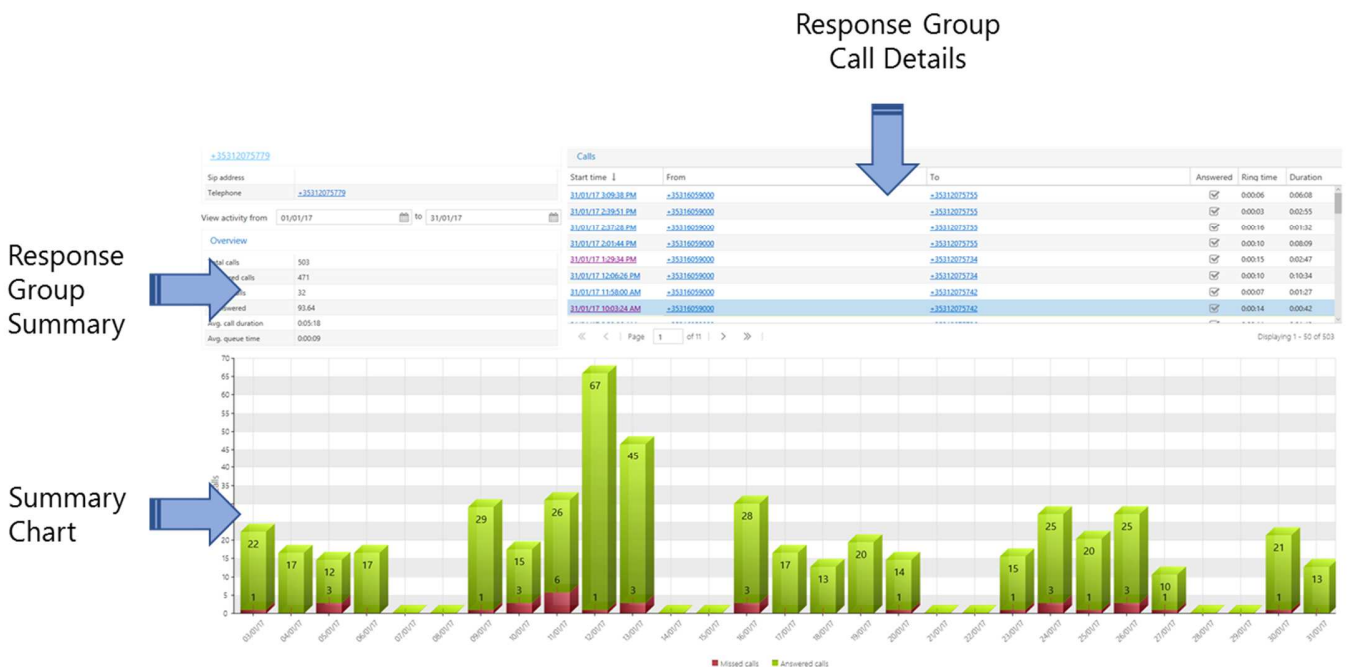 Response Group
Call Details
+35312075779
Sip address
Telephone +35312075779
View activity from 01/01/17 to 31/01/17
Overview
calls 503
calls 471
32
93.64
Avg. call duration 0:05:18
Avg. queue time 0:00:09
Calls
Start time ↓ From To Answered Ring time Duration
31/01/17 3:09:38 PM +35316059000 +35312075755 0:00:06 0:06:08
31/01/17 2:39:51 PM +35316059000 +35312075755 0:00:03 0:02:55
31/01/17 2:37:28 PM +35316059000 +35312075755 0:00:16 0:01:32
31/01/17 2:01:44 PM +35316059000 +35312075755 0:00:10 0:08:09
31/01/17 1:29:34 PM +35316059000 +35312075734 0:00:15 0:02:47
31/01/17 12:06:26 PM +35316059000 +35312075734 0:00:10 0:10:34
31/01/17 11:58:00 AM +35316059000 +35312075742 0:00:07 0:01:27
31/01/17 10:03:24 AM +35316059000 +35312075742 0:00:14 0:00:42
Page 1 of 11
Displaying 1 - 50 of 503
Response
Group
Summary
Summary
Chart
70
65
60
55
50
45
40
35
20
15
10
5
0
22 17 12 17 29 15 26 67 45 28 17 13 20 14 15 25 20 25 10 21 13
1 3 1 3 6 1 3 3 1 1 3 1 3 1 1
03/01/17 04/01/17 05/01/17 06/01/17 07/01/17 08/01/17 09/01/17 10/01/17 11/01/17 12/01/17 13/01/17 14/01/17 15/01/17 16/01/17 17/01/17 18/01/17 19/01/17 20/01/17 21/01/17 22/01/17 23/01/17 24/01/17 25/01/17 26/01/17 27/01/17 28/01/17 29/01/17 30/01/17 31/01/17
Missed calls Answered calls